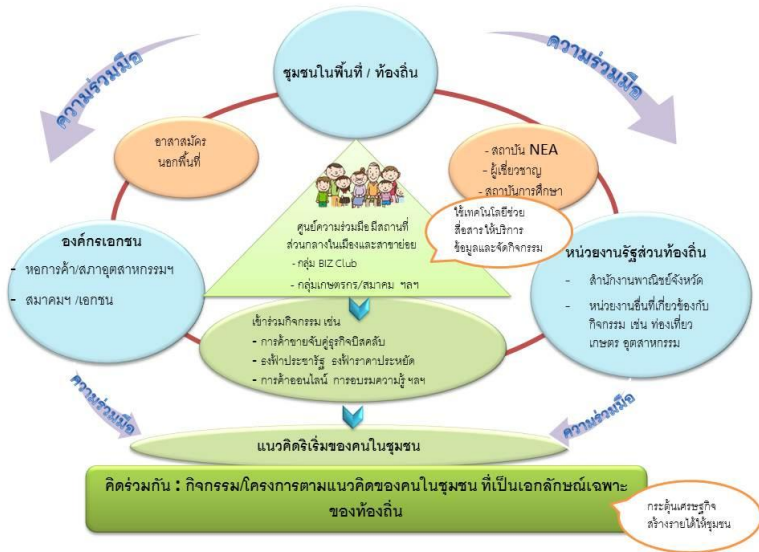 ความร่วมมือ
ความร่วมมือ
ชุมชนในพื้นที่ / ท้องถิ่น
อาสาสมัคร
นอกพื้นที่
- สถาบัน NEA
- ผู้เชี่ยวชาญ
- สถาบันการศึกษา
ศูนย์ความร่วมมือ มีสถานที่
ส่วนกลางในเมืองและสาขาย่อย
- กลุ่ม BIZ Club
- กลุ่มเกษตรกร/สมาคม ฯลฯ
ใช้เทคโนโลยีช่วย
สื่อสารให้บริการ
ข้อมูลและจัดกิจกรรม
องค์กรเอกชน
- หอการค้า/สภาอุตสาหกรรมฯ
- สมาคมฯ /เอกชน
หน่วยงานรัฐส่วนท้องถิ่น
- สำนักงานพาณิชย์จังหวัด
- หน่วยงานอื่นที่เกี่ยวข้องกับ
กิจกรรม เช่น ท่องเที่ยว
เกษตร อุตสาหกรรม
เข้าร่วมกิจกรรม เช่น
- การค้าขายจับคู่ธุรกิจบิสคลับ
- ธงฟ้าประชารัฐ ธงฟ้าราคาประหยัด
- การค้าออนไลน์ การอบรมความรู้ ฯลฯ
ความร่วมมือ
ความร่วมมือ
แนวคิดริเริ่มของคนในชุมชน
คิดร่วมกัน : กิจกรรม/โครงการตามแนวคิดของคนในชุมชน ที่เป็นเอกลักษณ์เฉพาะ
ของท้องถิ่น
กระตุ้นเศรษฐกิจ
สร้างรายได้ให้ชุมชน